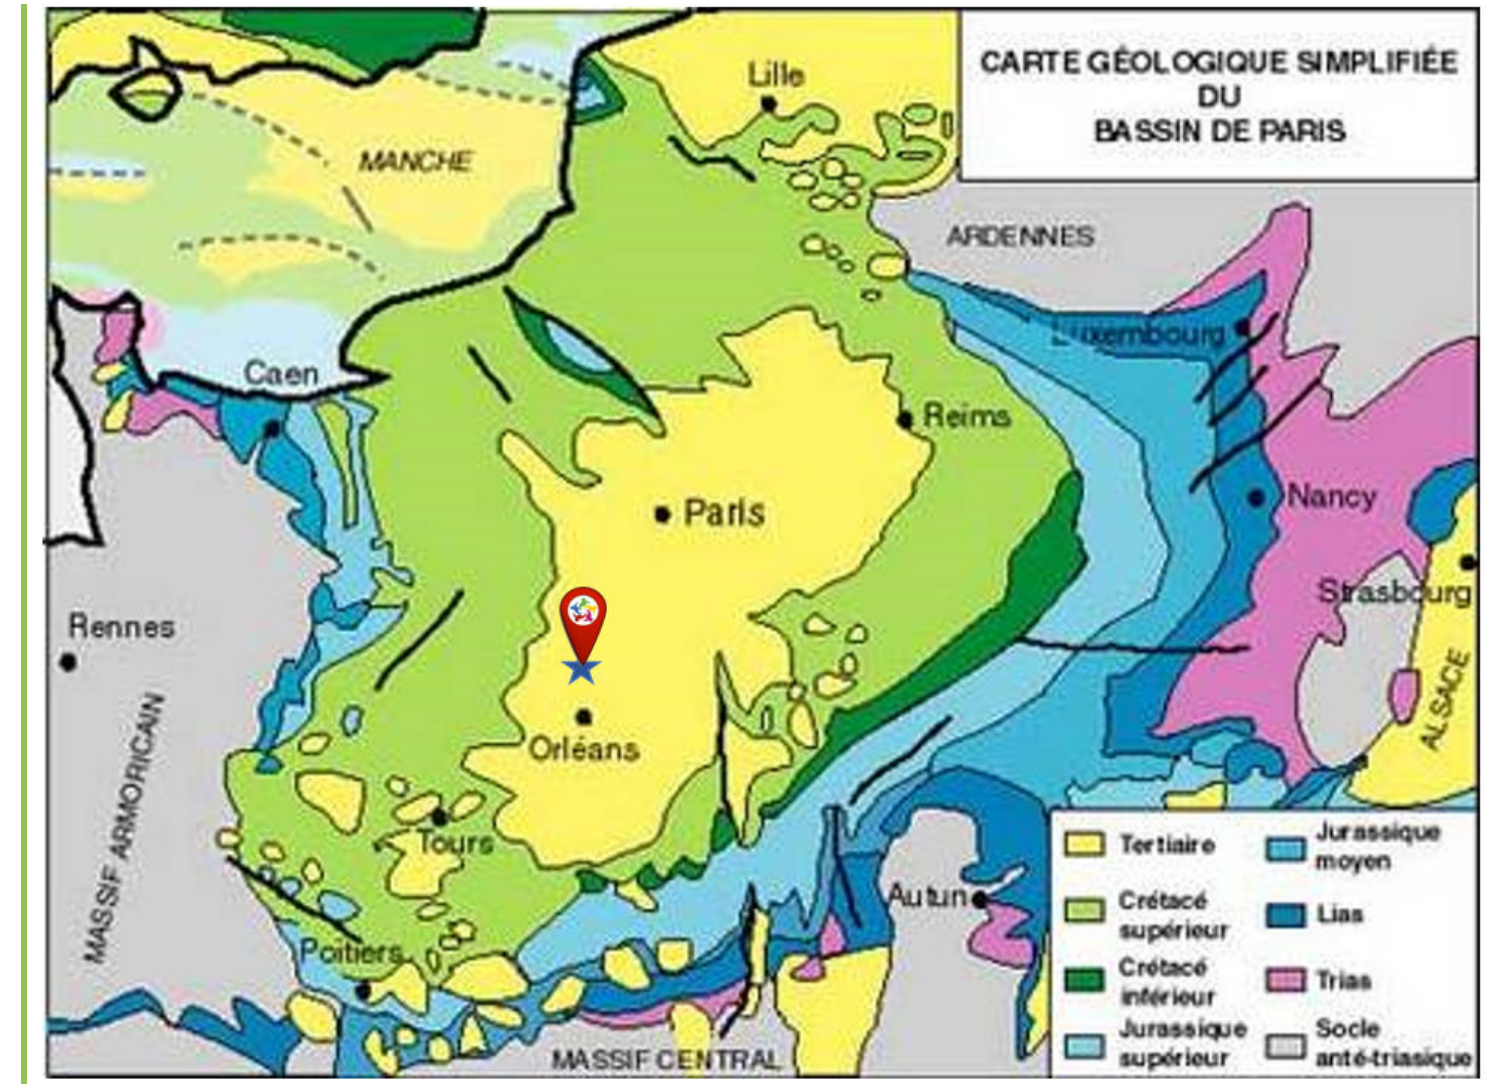 CARTE GÉOLOGIQUE SIMPLIFIÉE
DU
BASSIN DE PARIS
Lille
MANCHE
ARDENNES
Luxembourg
Caen
Reims
Paris
Nancy
Strasbourg
Rennes
ALSACE
Orléans
MASSIF ARMORICAIN
Tours
Autun
Poitiers
MASSIF CENTRAL
Tertiaire
Crétacé
supérieur
Crétacé
inférieur
Jurassique
supérieur
Jurassique
moyen
Lias
Trias
Socle
anté-triasique